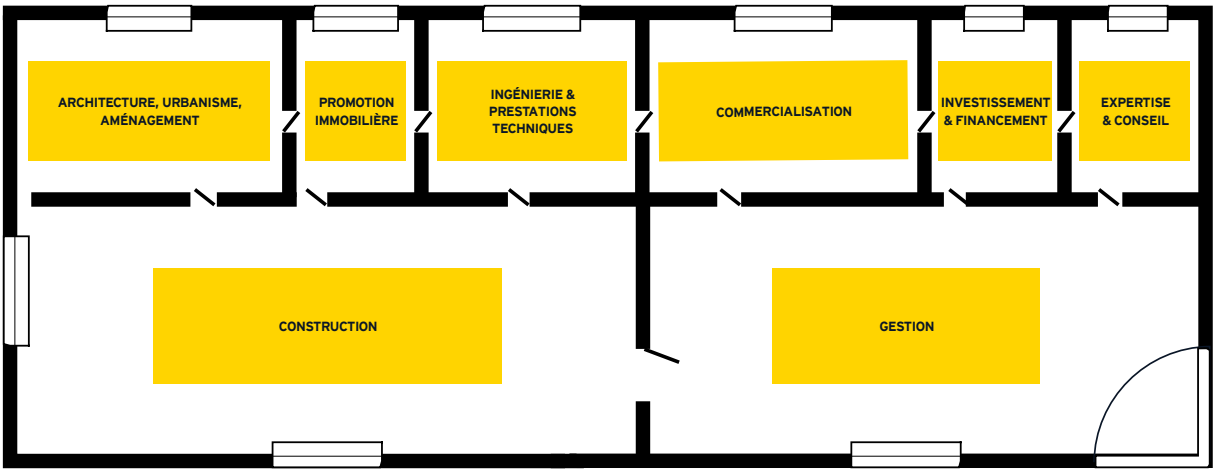 ARCHITECTURE, URBANISME,
AMÉNAGEMENT
PROMOTION
IMMOBILIÈRE
INGÉNIERIE &
PRESTATIONS
TECHNIQUES
COMMERCIALISATION
INVESTISSEMENT
& FINANCEMENT
EXPERTISE
& CONSEIL
CONSTRUCTION
GESTION